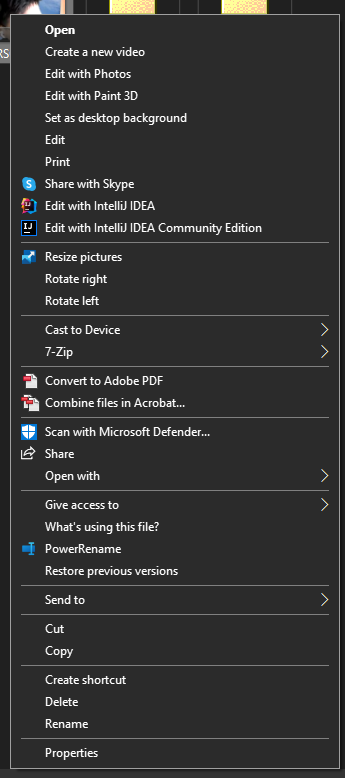 RS
Open
Create a new video
Edit with Photos
Edit with Paint 3D
Set as desktop background
Edit
Print
Share with Skype
Edit with IntelliJ IDEA
Edit with IntelliJ IDEA Community Edition
Resize pictures
Rotate right
Rotate left
Cast to Device
7-Zip
Convert to Adobe PDF
Combine files in Acrobat...
Scan with Microsoft Defender...
Share
Open with
Give access to
What's using this file?
PowerRename
Restore previous versions
Send to
Cut
Copy
Create shortcut
Delete
Rename
Properties